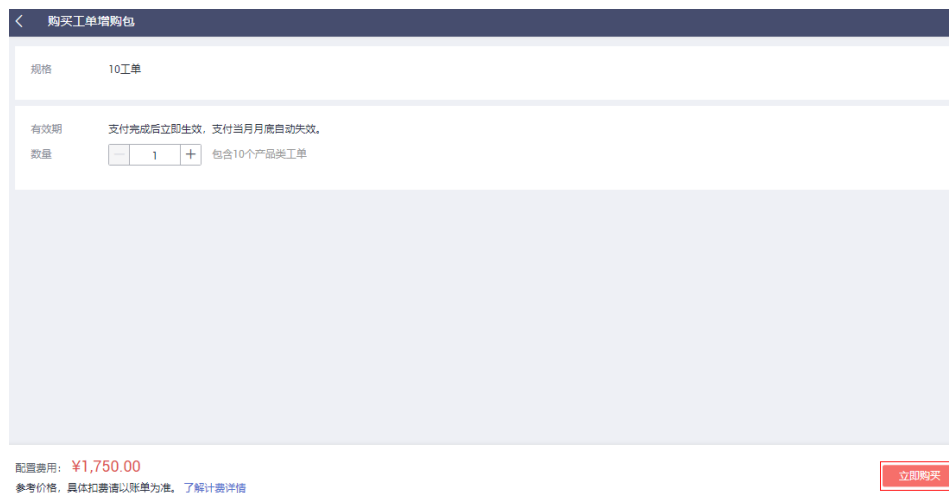 购买工单增购包
规格 10工单
有效期 支付完成后立即生效，支付当月月底自动失效。
数量 － 1 ＋ 包含10个产品类工单
配置费用： ¥1,750.00
参考价格，具体扣费请以账单为准。 了解计费详情
立即购买